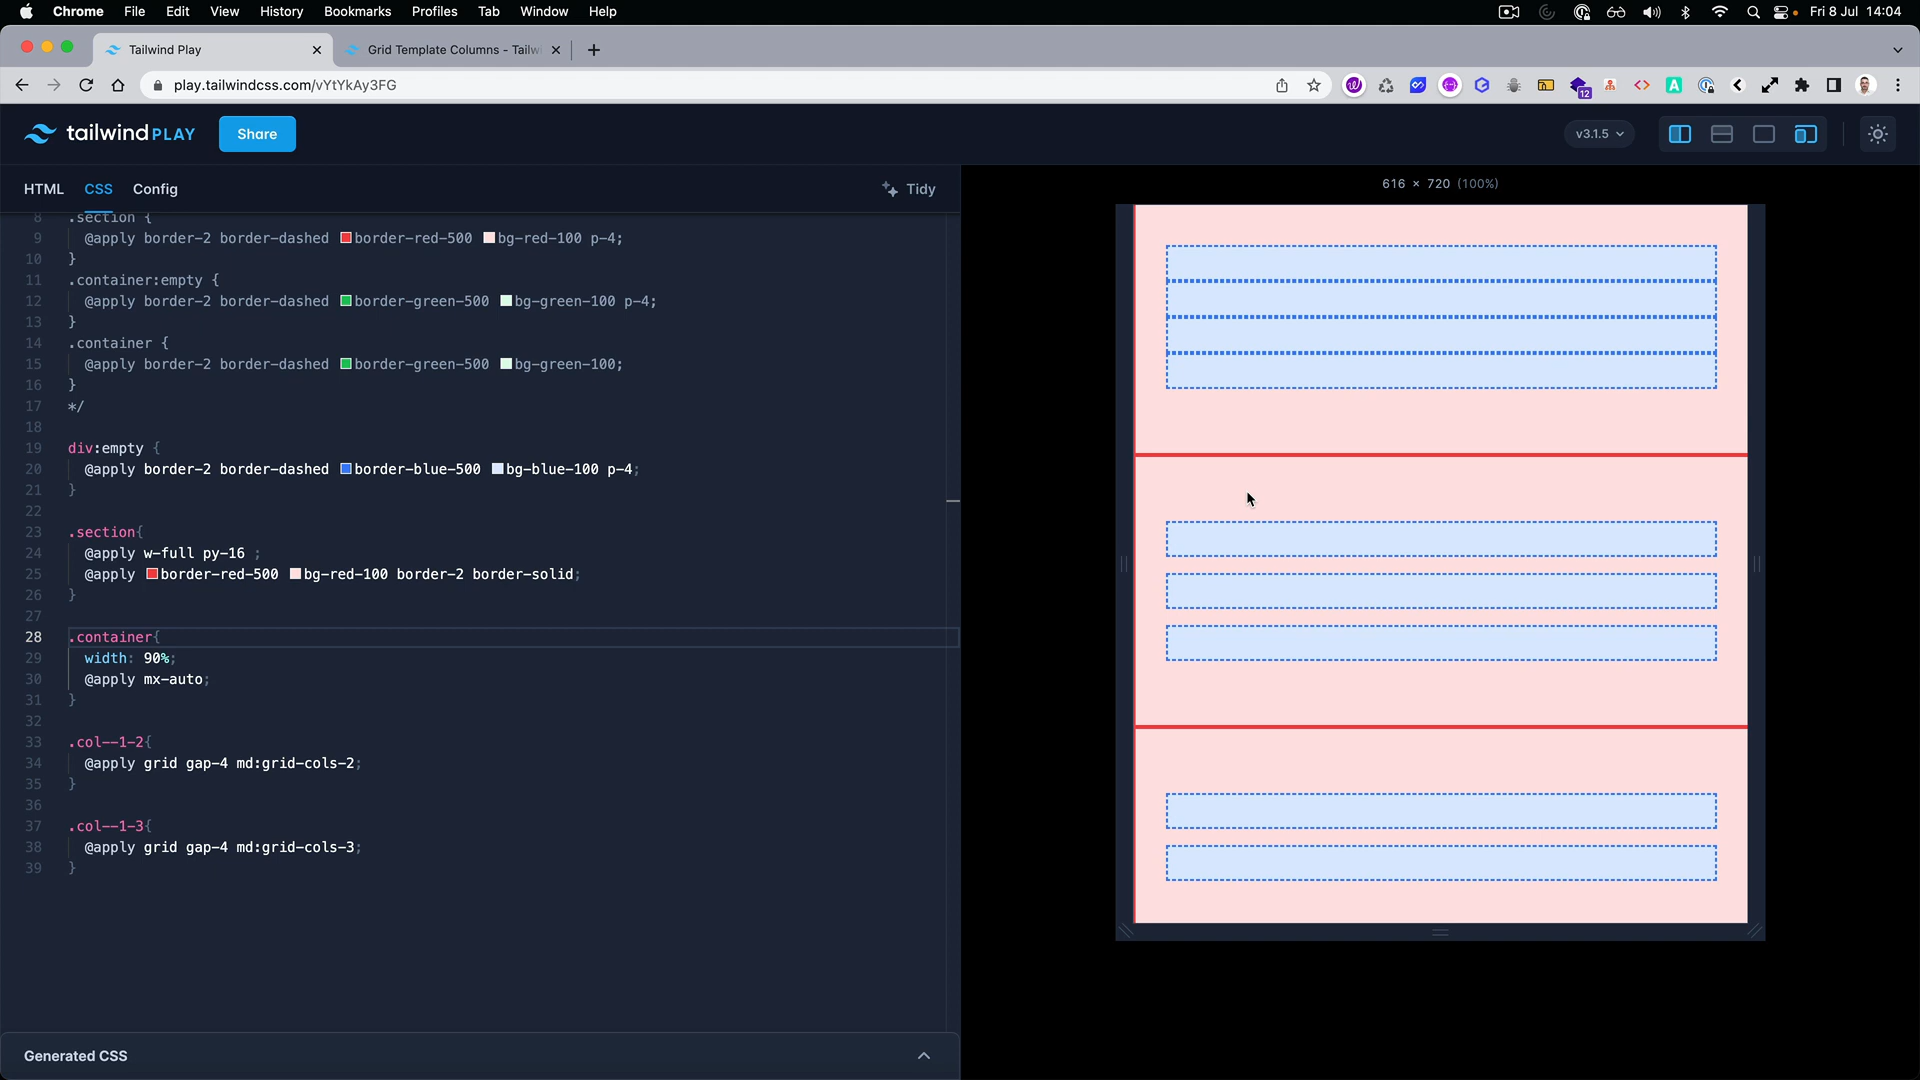 Chrome File Edit View History Bookmarks Profiles Tab Window Help Fri 8 Jul 14:04
Tailwind Play Grid Template Columns - Tailw
play.tailwindcss.com/vYtYkAy3FG
12
tailwind PLAY Share v3.1.5
HTML CSS Config Tidy
616 × 720 (100%)
8 .section {
9 @apply border-2 border-dashed border-red-500 bg-red-100 p-4;
10 }
11 .container:empty {
12 @apply border-2 border-dashed border-green-500 bg-green-100 p-4;
13 }
14 .container {
15 @apply border-2 border-dashed border-green-500 bg-green-100;
16 }
17 */
18
19 div:empty {
20 @apply border-2 border-dashed border-blue-500 bg-blue-100 p-4;
21 }
22
23 .section{
24 @apply w-full py-16 ;
25 @apply border-red-500 bg-red-100 border-2 border-solid;
26 }
27
28 .container{
29 width: 90%;
30 @apply mx-auto;
31 }
32
33 .col--1-2{
34 @apply grid gap-4 md:grid-cols-2;
35 }
36
37 .col--1-3{
38 @apply grid gap-4 md:grid-cols-3;
39 }
Generated CSS